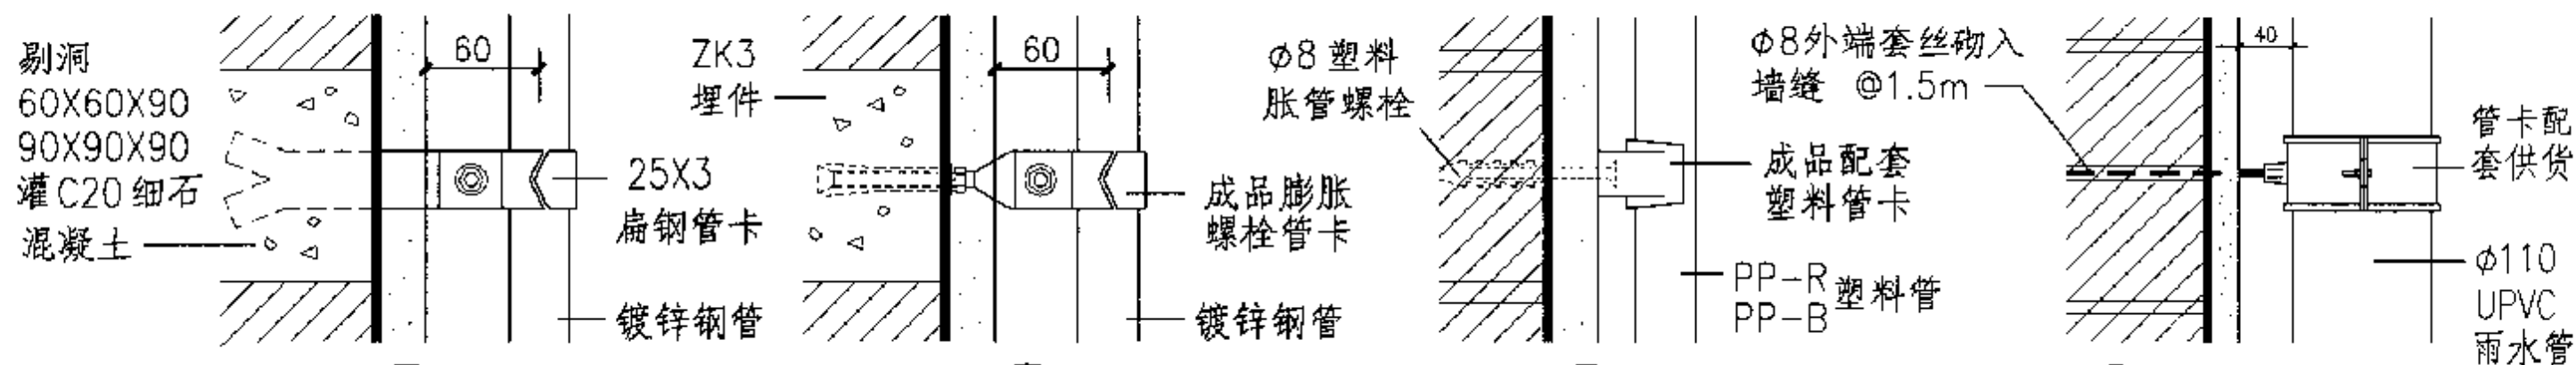 剔洞
60X60X90
90X90X90
灌C20细石
混凝土
60
25X3
扁钢管卡
镀锌钢管
ZK3
埋件
60
成品膨胀
螺栓管卡
镀锌钢管
φ8塑料
胀管螺栓
成品配套
塑料管卡
PP-R塑料管
PP-B
φ8外端套丝砌入
墙缝 @1.5m
40
管卡配
套供货
φ110
UPVC
雨水管